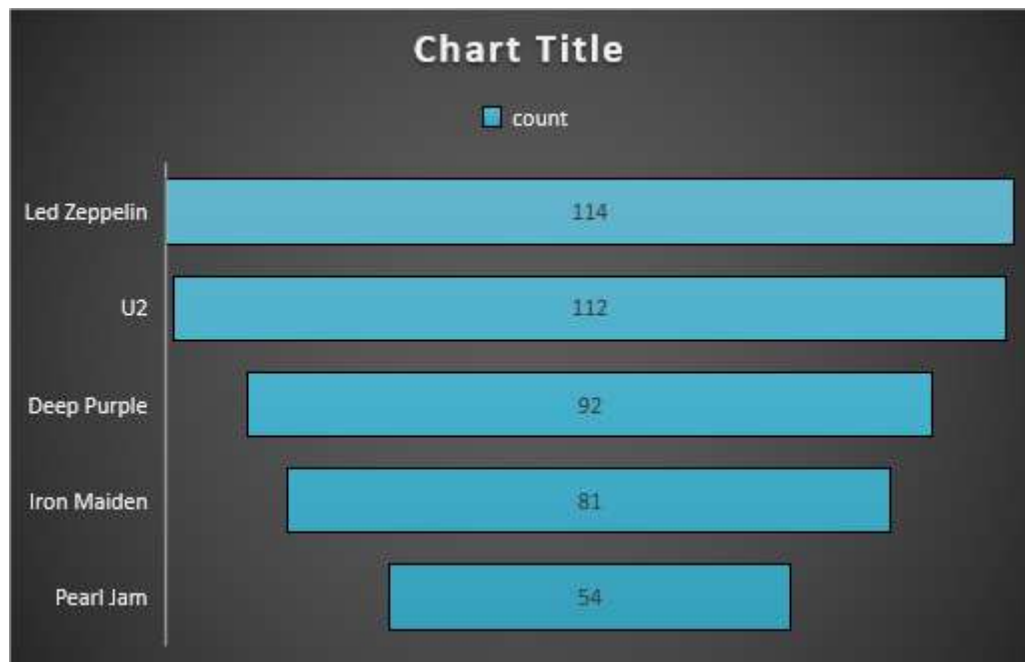 Chart Title
count
Led Zeppelin 114
U2 112
Deep Purple 92
Iron Maiden 81
Pearl Jam 54